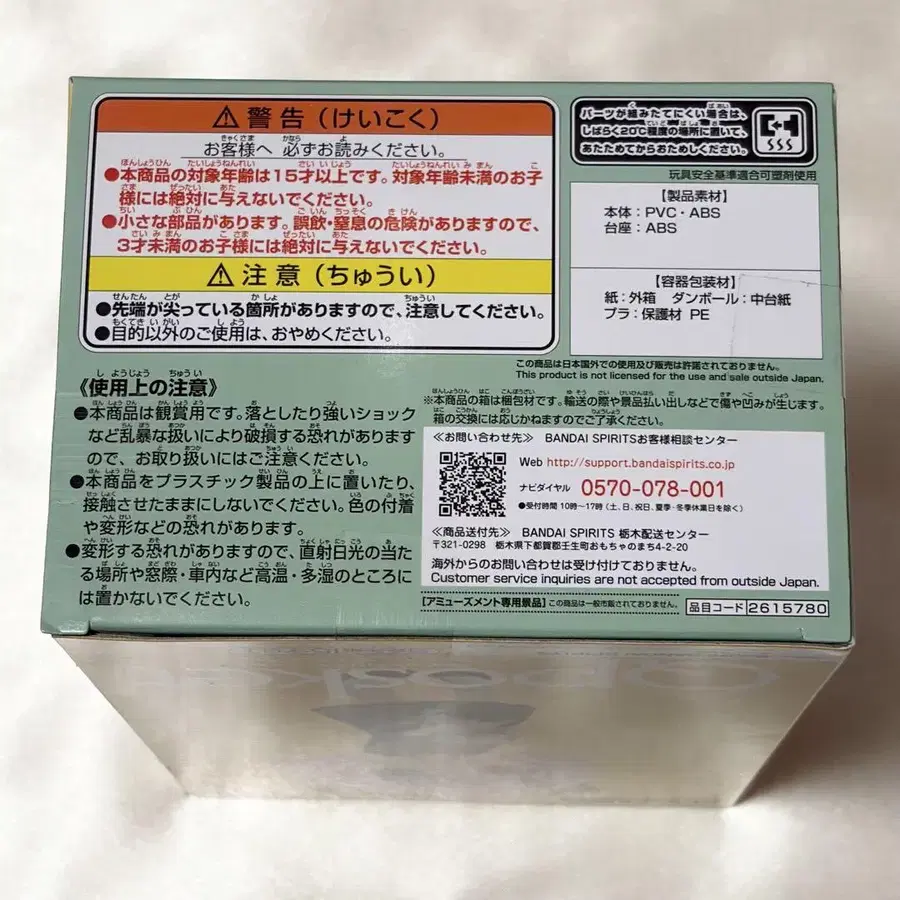 ⚠警告（けいこく）
お客様へ 必ずお読みください。
●本商品の対象年齢は15才以上です。対象年齢未満のお子
様には絶対に与えないでください。
●小さな部品があります。誤飲・窒息の危険がありますので、
3才未満のお子様には絶対に与えないでください。
⚠注意（ちゅうい）
●先端が尖っている箇所がありますので、注意してください。
●目的以外のご使用は、おやめください。
《使用上の注意》
●本商品は観賞用です。落としたり強いショック
など乱暴な扱いにより破損する恐れがあります
ので、お取り扱いにはご注意ください。
●本商品をプラスチック製品の上に置いたり、
接触させたままにしないでください。色の付着
や変形などの恐れがあります。
●変形する恐れがありますので、直射日光の当た
る場所や窓際・車内など高温・多湿のところに
は置かないでください。
パーツが組みたてにくい場合は、
しばらく20℃程度の場所に置いて、
あたためてからおためしください。
玩具安全基準適合可塑剤使用
【製品素材】
本体：PVC・ABS
台座：ABS
【容器包装材】
紙：外箱 ダンボール：中台紙
プラ：保護材 PE
この商品は日本国外での使用及び販売は許諾されておりません。
This product is not licensed for the use and sale outside Japan.
※本商品の箱は梱包材です。輸送の際や景品払い出しなどで傷や凹みが生じます。
箱の交換には応じかねますのでご了承ください。
≪お問い合わせ先≫ BANDAI SPIRITSお客様相談センター
Web http://support.bandaispirits.co.jp
ナビダイヤル 0570-078-001
●受付時間 10時～17時（土、日、祝日、夏季・冬季休業日を除く）
≪商品送付先≫ BANDAI SPIRITS 栃木配送センター
〒321-0298 栃木県下都賀郡壬生町おもちゃのまち4-2-20
海外からのお問い合わせは受け付けておりません。
Customer service inquiries are not accepted from outside Japan.
【アミューズメント専用景品】この商品は一般市販されておりません。
品目コード 2615780